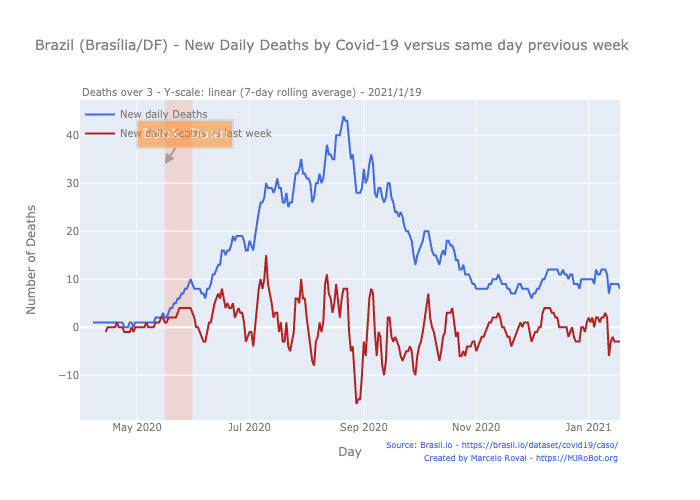 Brazil (Brasília/DF) - New Daily Deaths by Covid-19 versus same day previous week
Deaths over 3 - Y-scale: linear (7-day rolling average) - 2021/1/19
New daily Deaths
New last week
Number of Deaths
40
30
20
10
0
−10
May 2020
Jul 2020
Sep 2020
Nov 2020
Jan 2021
Day
Source: Brasil.io - https://brasil.io/dataset/covid19/caso/
Created by Marcelo Rovai - https://MJRoBot.org